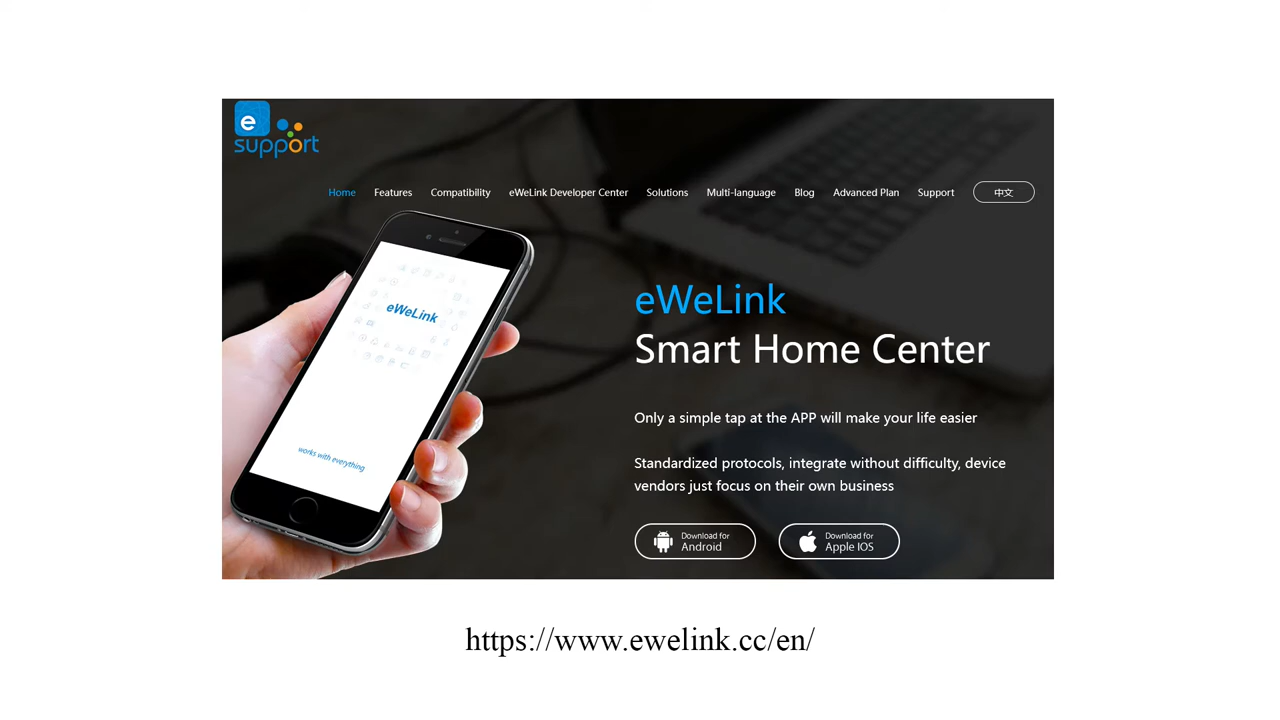 e
support
Home Features Compatibility eWeLink Developer Center Solutions Multi-language Blog Advanced Plan Support 中文
eWeLink
works with everything
eWeLink
Smart Home Center
Only a simple tap at the APP will make your life easier
Standardized protocols, integrate without difficulty, device
vendors just focus on their own business
Download for
Android
Download for
Apple IOS
https://www.ewelink.cc/en/